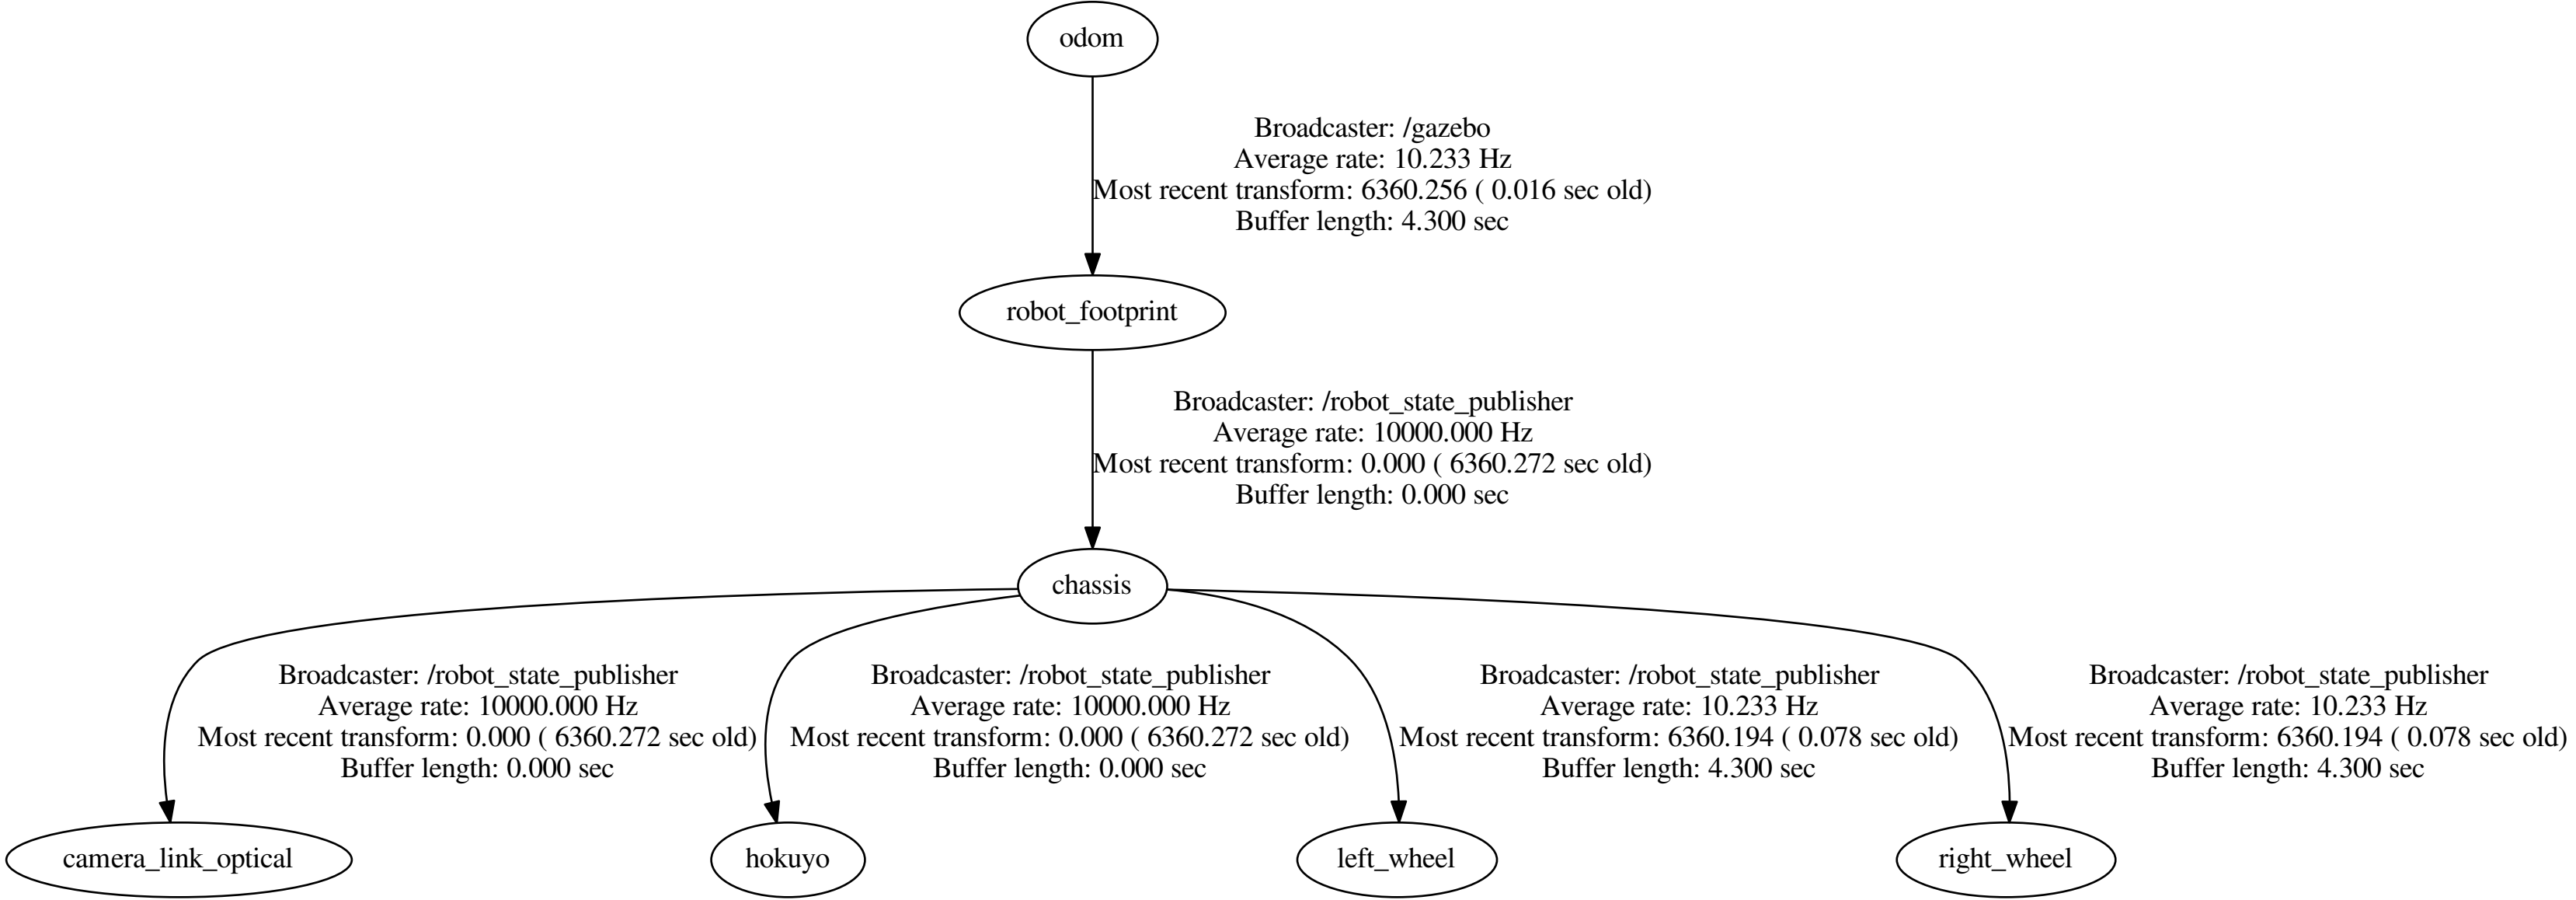 odom
Broadcaster: /gazebo
Average rate: 10.233 Hz
Most recent transform: 6360.256 ( 0.016 sec old)
Buffer length: 4.300 sec
robot_footprint
Broadcaster: /robot_state_publisher
Average rate: 10000.000 Hz
Most recent transform: 0.000 ( 6360.272 sec old)
Buffer length: 0.000 sec
chassis
Broadcaster: /robot_state_publisher
Average rate: 10000.000 Hz
Most recent transform: 0.000 ( 6360.272 sec old)
Buffer length: 0.000 sec
Broadcaster: /robot_state_publisher
Average rate: 10000.000 Hz
Most recent transform: 0.000 ( 6360.272 sec old)
Buffer length: 0.000 sec
Broadcaster: /robot_state_publisher
Average rate: 10.233 Hz
Most recent transform: 6360.194 ( 0.078 sec old)
Buffer length: 4.300 sec
Broadcaster: /robot_state_publisher
Average rate: 10.233 Hz
Most recent transform: 6360.194 ( 0.078 sec old)
Buffer length: 4.300 sec
camera_link_optical
hokuyo
left_wheel
right_wheel